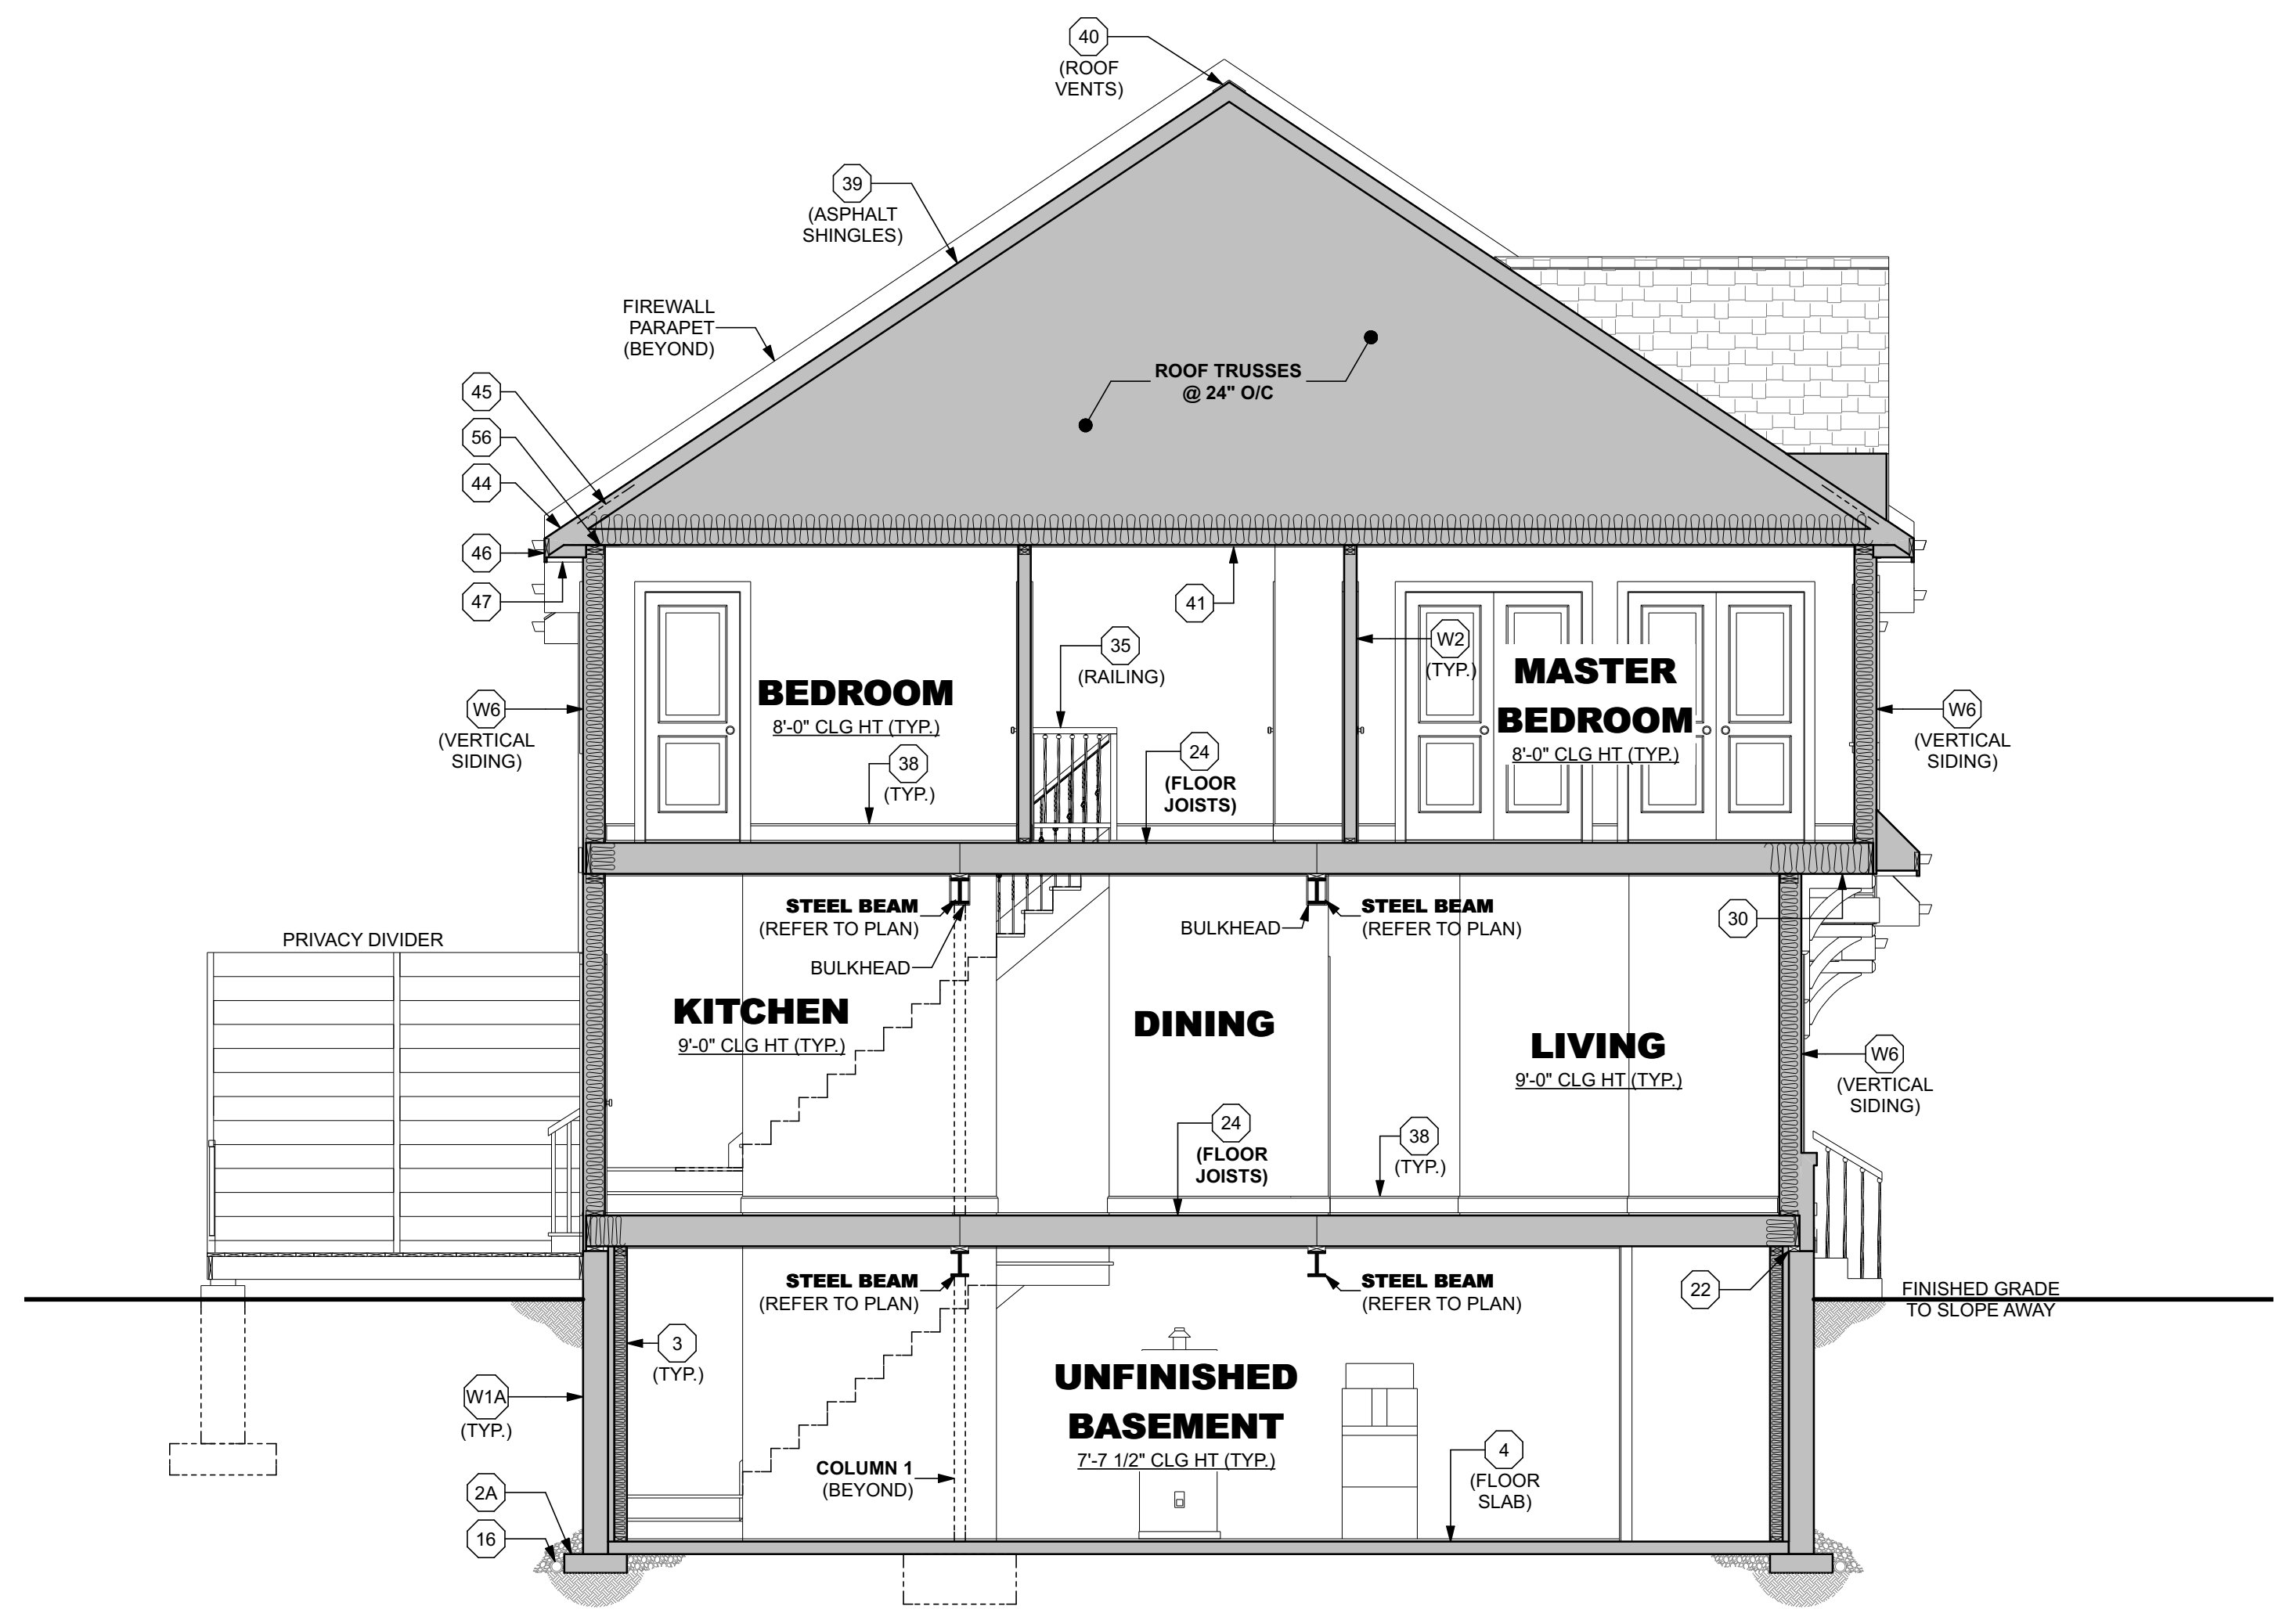 40
(ROOF
VENTS)
39
(ASPHALT
SHINGLES)
FIREWALL
PARAPET
(BEYOND)
ROOF TRUSSES
@ 24" O/C
45
56
44
46
47
41
35
(RAILING)
W2
(TYP.)
MASTER
BEDROOM
8'-0" CLG HT (TYP.)
BEDROOM
8'-0" CLG HT (TYP.)
W6
(VERTICAL
SIDING)
38
(TYP.)
24
(FLOOR
JOISTS)
W6
(VERTICAL
SIDING)
STEEL BEAM
(REFER TO PLAN)
BULKHEAD
BULKHEAD
STEEL BEAM
(REFER TO PLAN)
30
PRIVACY DIVIDER
KITCHEN
9'-0" CLG HT (TYP.)
DINING
LIVING
9'-0" CLG HT (TYP.)
W6
(VERTICAL
SIDING)
24
(FLOOR
JOISTS)
38
(TYP.)
STEEL BEAM
(REFER TO PLAN)
STEEL BEAM
(REFER TO PLAN)
22
FINISHED GRADE
TO SLOPE AWAY
3
(TYP.)
W1A
(TYP.)
UNFINISHED
BASEMENT
7'-7 1/2" CLG HT (TYP.)
COLUMN 1
(BEYOND)
4
(FLOOR
SLAB)
2A
16